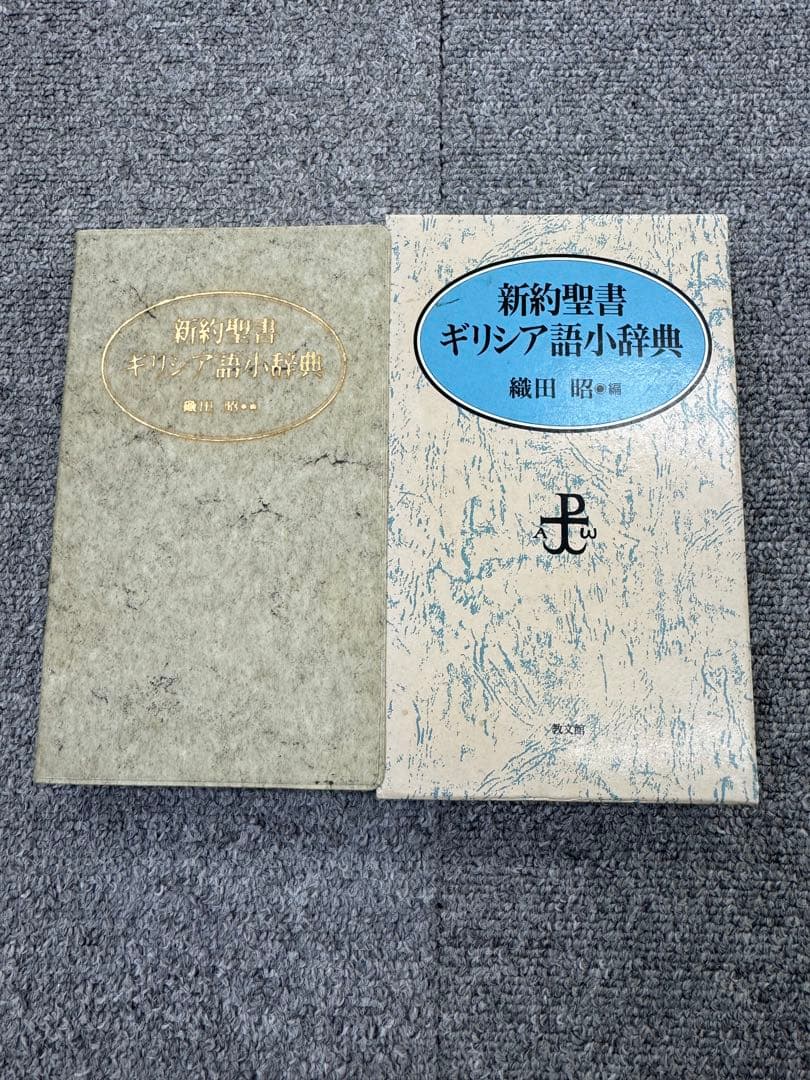 新約聖書
ギリシア語小辞典
織田 昭●編
新約聖書
ギリシア語小辞典
織田 昭◉編
P
A ω
教文館